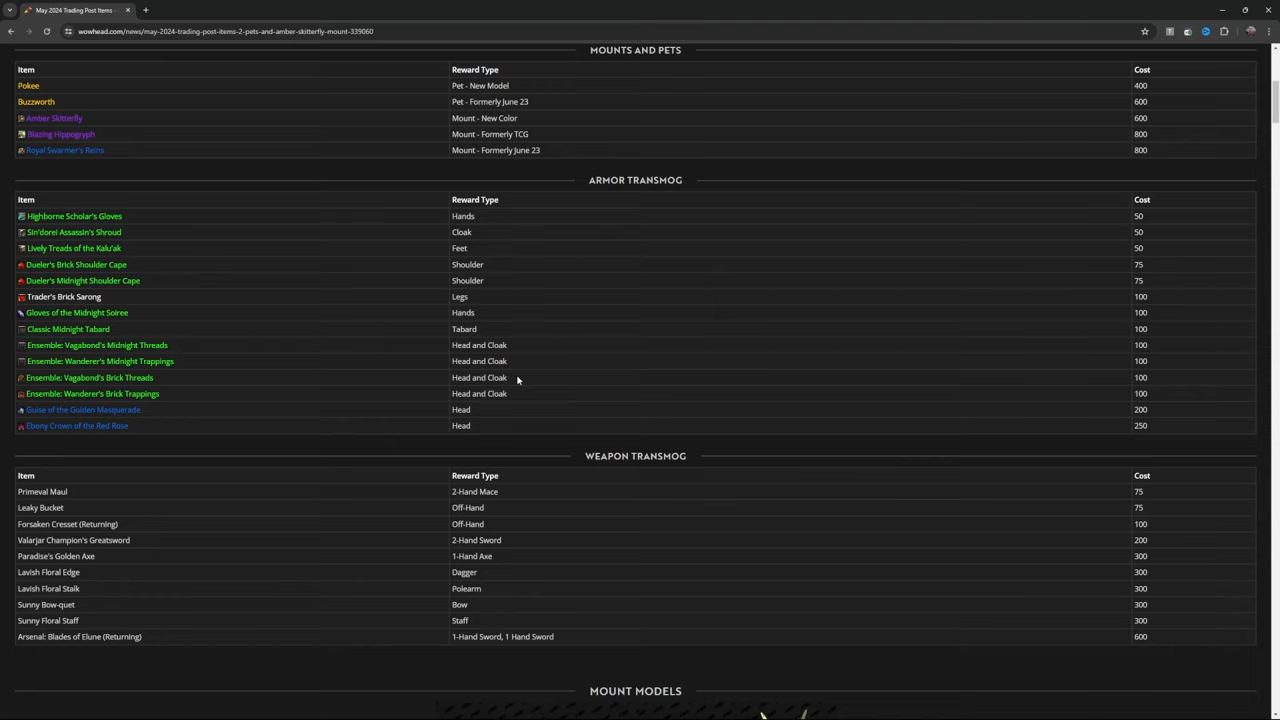 May 2024 Trading Post Items -
wowhead.com/news/may-2024-trading-post-items-2-pets-and-amber-skitterfly-mount-339060
MOUNTS AND PETS
Item Reward Type Cost
Pokee Pet - New Model 400
Buzzworth Pet - Formerly June 23 600
Amber Skitterfly Mount - New Color 600
Blazing Hippogryph Mount - Formerly TCG 800
Royal Swarmer's Reins Mount - Formerly June 23 800
ARMOR TRANSMOG
Item Reward Type Cost
Highborne Scholar's Gloves Hands 50
Sin'dorei Assassin's Shroud Cloak 50
Lively Treads of the Kalu'ak Feet 50
Dueler's Brick Shoulder Cape Shoulder 75
Dueler's Midnight Shoulder Cape Shoulder 75
Trader's Brick Sarong Legs 100
Gloves of the Midnight Soiree Hands 100
Classic Midnight Tabard Tabard 100
Ensemble: Vagabond's Midnight Threads Head and Cloak 100
Ensemble: Wanderer's Midnight Trappings Head and Cloak 100
Ensemble: Vagabond's Brick Threads Head and Cloak 100
Ensemble: Wanderer's Brick Trappings Head and Cloak 100
Guise of the Golden Masquerade Head 200
Ebony Crown of the Red Rose Head 250
WEAPON TRANSMOG
Item Reward Type Cost
Primeval Maul 2-Hand Mace 75
Leaky Bucket Off-Hand 75
Forsaken Cresset (Returning) Off-Hand 100
Valarjar Champion's Greatsword 2-Hand Sword 200
Paradise's Golden Axe 1-Hand Axe 300
Lavish Floral Edge Dagger 300
Lavish Floral Stalk Polearm 300
Sunny Bow-quet Bow 300
Sunny Floral Staff Staff 300
Arsenal: Blades of Elune (Returning) 1-Hand Sword, 1 Hand Sword 600
MOUNT MODELS